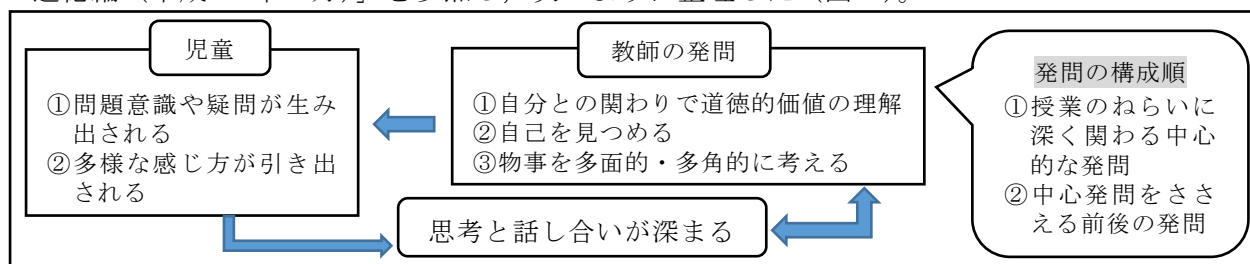 児童
①問題意識や疑問が生み
出される
②多様な感じ方が引き出
される
教師の発問
①自分との関わりで道徳的価値の理解
②自己を見つめる
③物事を多面的・多角的に考える
発問の構成順
①授業のねらいに
深く関わる中心
的な発問
②中心発問をささ
える前後の発問
思考と話し合いが深まる